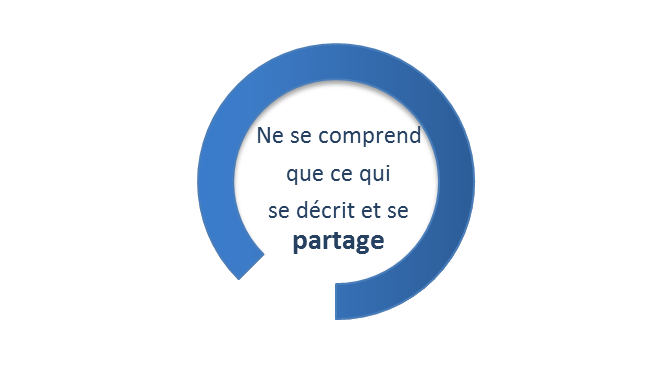 Ne se comprend
que ce qui
se décrit et se
partage